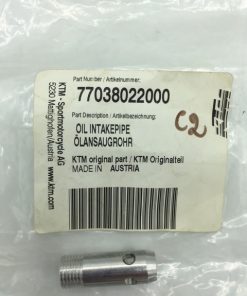 Part Number / Artikelnummer:
77038022000
Part Description / Artikelbezeichnung:
OIL INTAKEPIPE
ÖLANSAUGROHR
KTM original part / KTM Originalteil
MADE IN AUSTRIA
KTM - Sportmotorcycle AG
5230 Mattighofen/Austria
www.ktm.com
C2